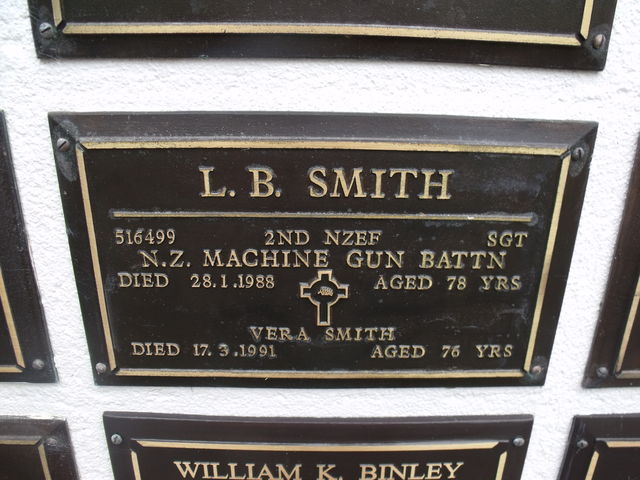 L. B. SMITH
516499 2ND NZEF SGT
N.Z. MACHINE GUN BATTN
DIED 28.1.1988 AGED 78 YRS
VERA SMITH
DIED 17.3.1991 AGED 76 YRS
WILLIAM K. BINLEY